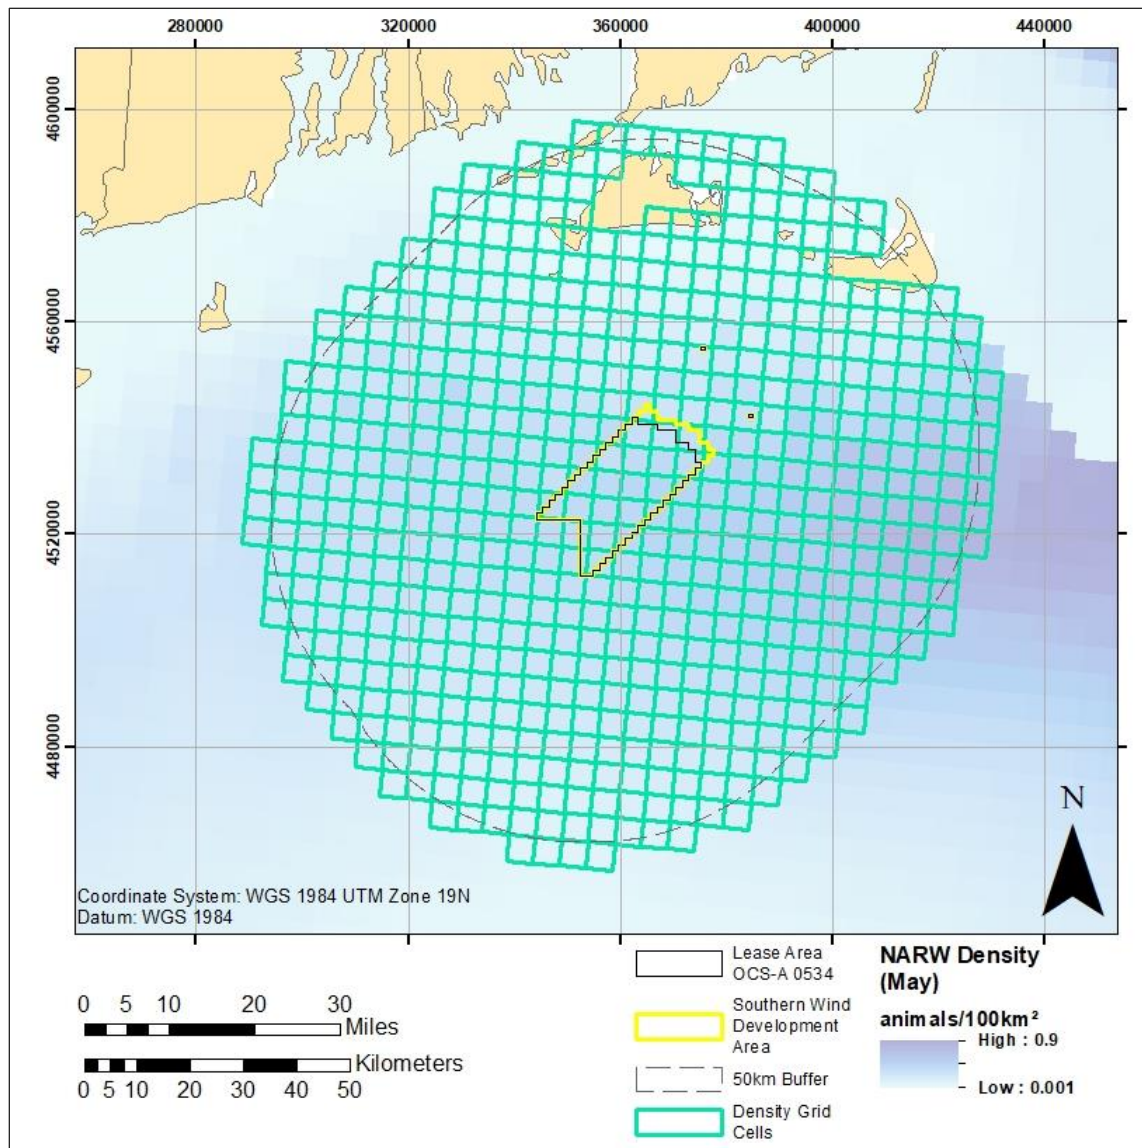 280000 320000 360000 400000 440000
4600000
4560000
4520000
4480000
N
Coordinate System: WGS 1984 UTM Zone 19N
Datum: WGS 1984
0 5 10 20 30
Miles
Kilometers
0 5 10 20 30 40 50
Lease Area
OCS-A 0534
Southern Wind
Development
Area
50km Buffer
Density Grid
Cells
NARW Density
(May)
animals/100km²
High : 0.9
Low : 0.001